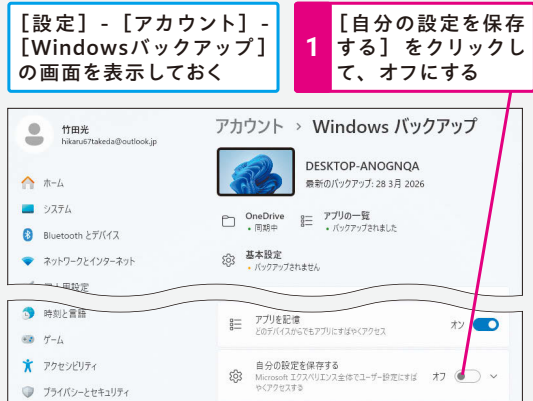 [設定] - [アカウント] -
[Windowsバックアップ]
の画面を表示しておく
1
[自分の設定を保存
する] をクリックし
て、オフにする
竹田光
hikaru67takeda@outlook.jp
ホーム
システム
Bluetooth とデバイス
ネットワークとインターネット
時刻と言語
ゲーム
アクセシビリティ
プライバシーとセキュリティ
アカウント › Windows バックアップ
DESKTOP-ANOGNQA
最新のバックアップ: 28 3月 2026
OneDrive
• 同期中
アプリの一覧
• バックアップされました
基本設定
• バックアップされません
アプリを記憶
どのデバイスからでもアプリにすばやくアクセス
オン
自分の設定を保存する
Microsoft エクスペリエンス全体でユーザー設定にすば
やくアクセスする
オフ